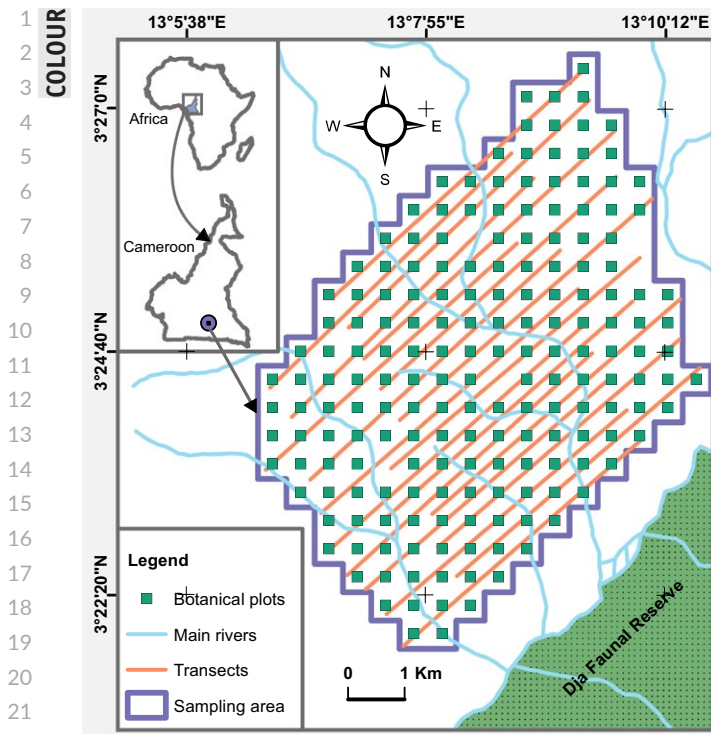 COLOUR
1
2
3
4
5
6
7
8
9
10
11
12
13
14
15
16
17
18
19
20
21
13°5'38"E
13°7'55"E
13°10'12"E
3°27'0"N
3°24'40"N
3°22'20"N
Africa
Cameroon
N
W
E
S
Legend
Botanical plots
Main rivers
Transects
Sampling area
0 1 Km
Dja Faunal Reserve